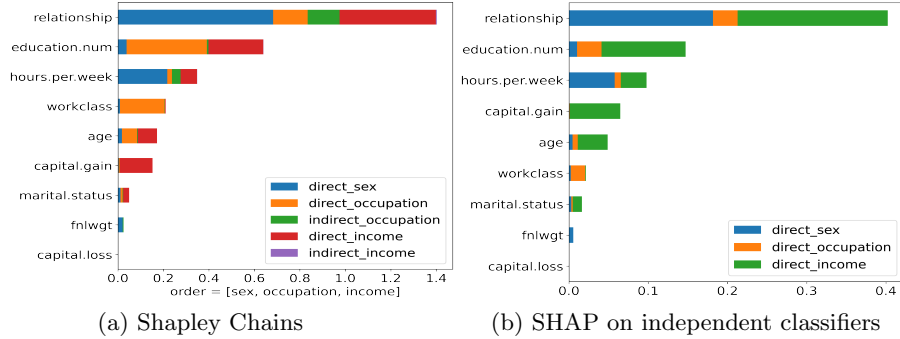 relationship
education.num
hours.per.week
workclass
age
capital.gain
marital.status
fnlwgt
capital.loss
direct_sex
direct_occupation
indirect_occupation
direct_income
indirect_income
0.0 0.2 0.4 0.6 0.8 1.0 1.2 1.4
order = [sex, occupation, income]
(a) Shapley Chains
relationship
education.num
hours.per.week
capital.gain
age
workclass
marital.status
fnlwgt
capital.loss
direct_sex
direct_occupation
direct_income
0.0 0.1 0.2 0.3 0.4
(b) SHAP on independent classifiers